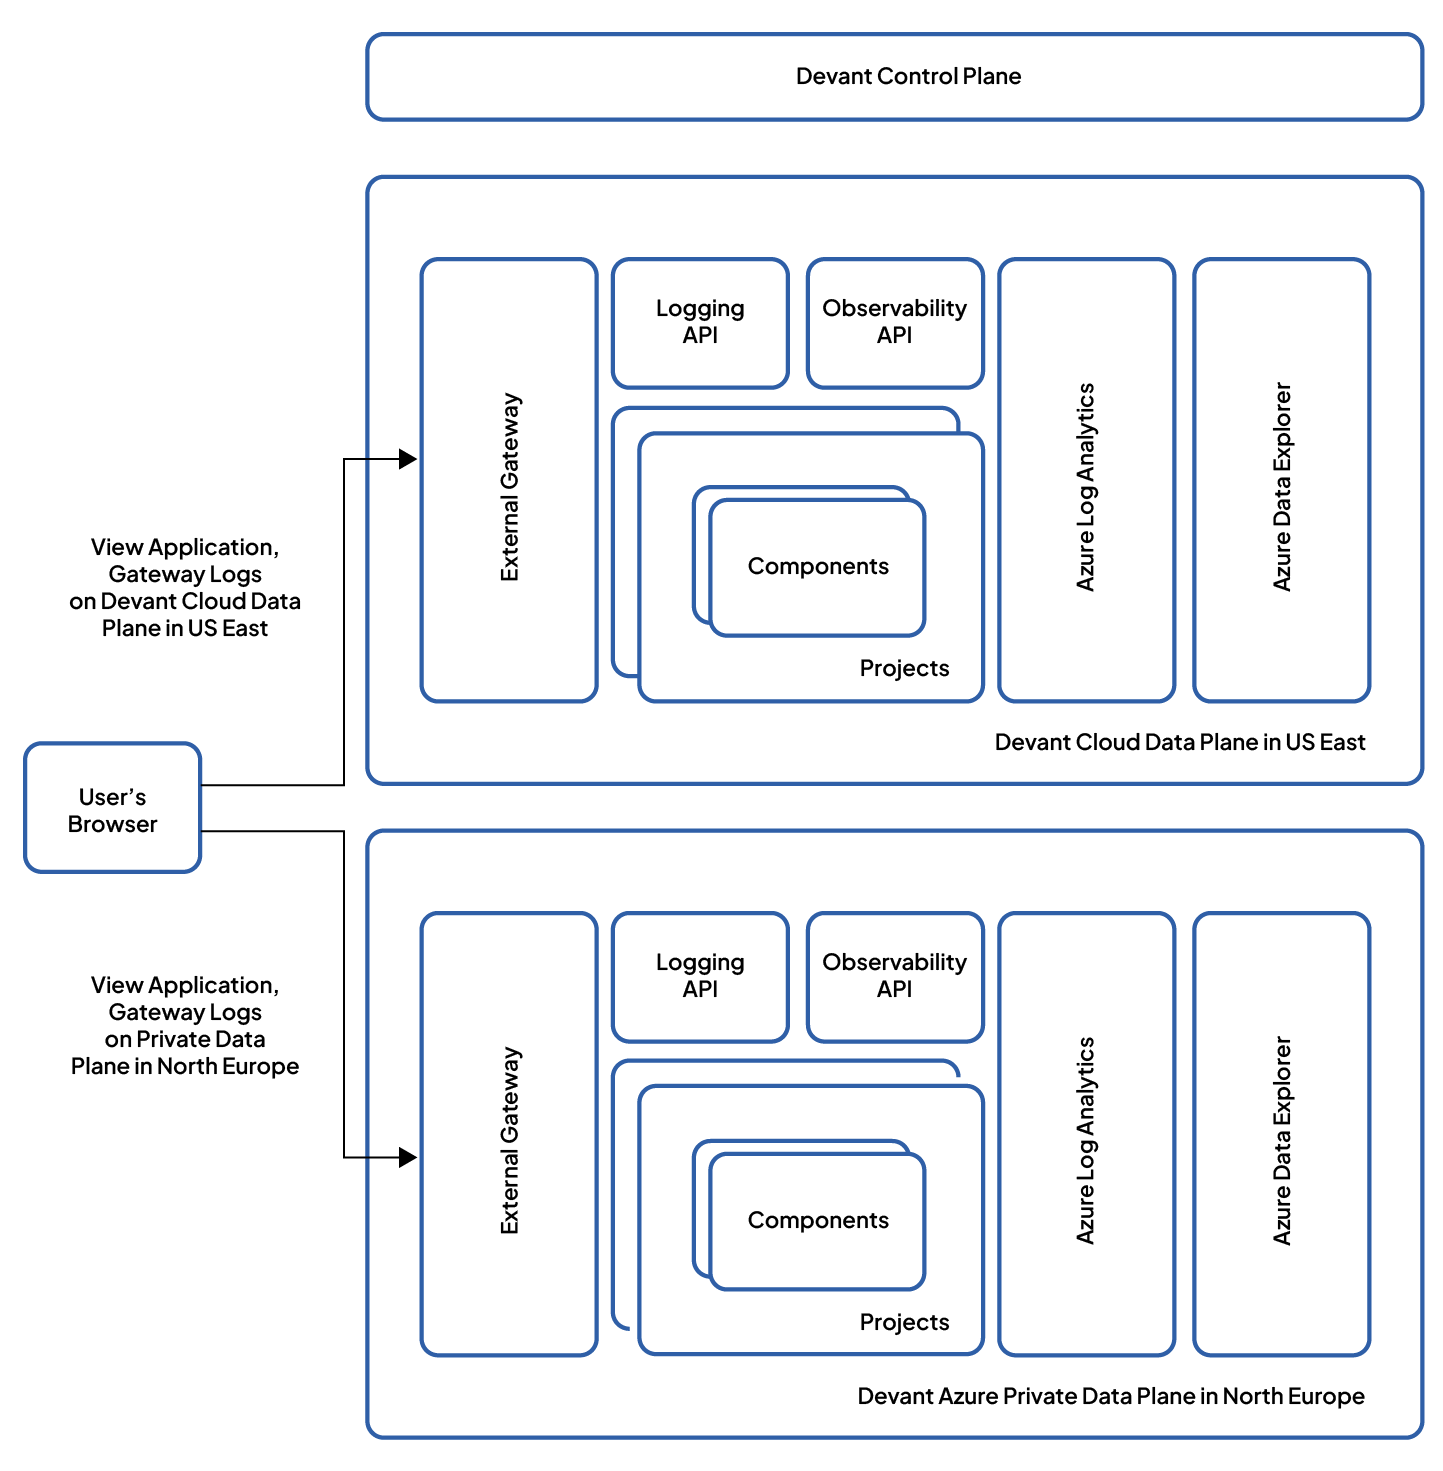 Devant Control Plane
Logging
API
Observability
API
External Gateway
Azure Log Analytics
Azure Data Explorer
Components
Projects
Devant Cloud Data Plane in US East
View Application,
Gateway Logs
on Devant Cloud Data
Plane in US East
User’s
Browser
View Application,
Gateway Logs
on Private Data
Plane in North Europe
Logging
API
Observability
API
External Gateway
Azure Log Analytics
Azure Data Explorer
Components
Projects
Devant Azure Private Data Plane in North Europe